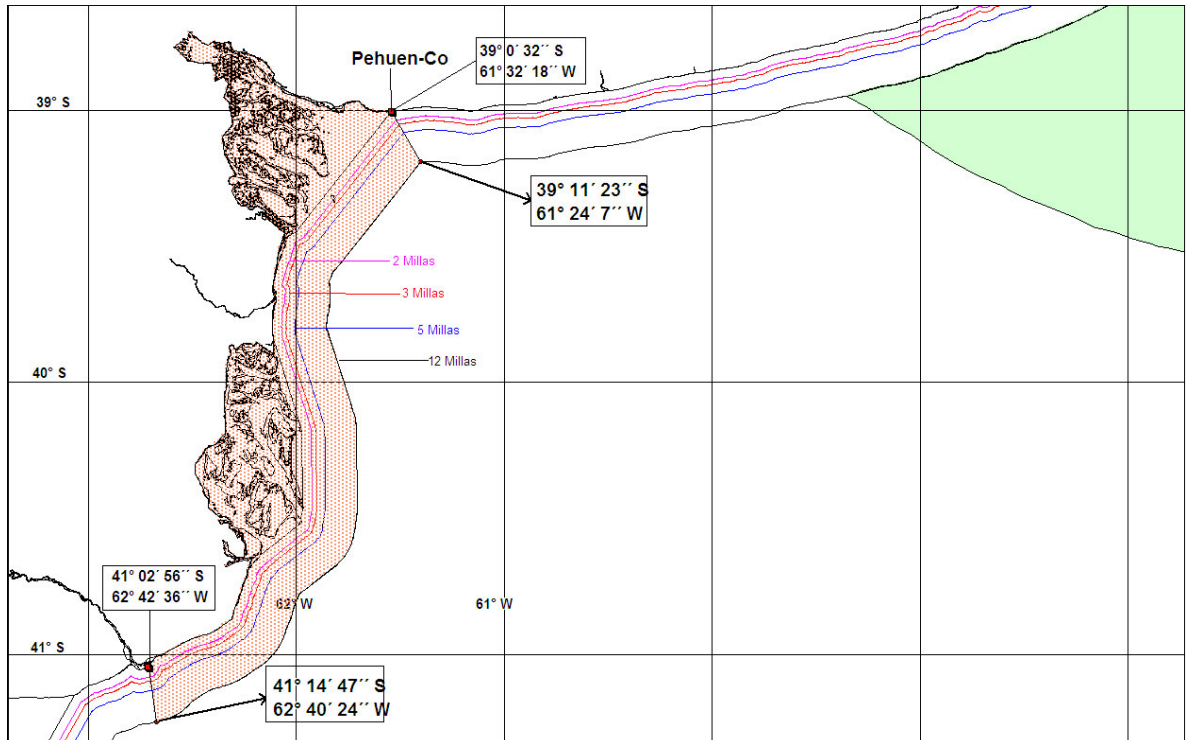 Pehuen-Co
39° 0´ 32´´ S
61° 32´ 18´´ W
39° S
39° 11´ 23´´ S
61° 24´ 7´´ W
2 Millas
3 Millas
5 Millas
12 Millas
40° S
41° 02´ 56´´ S
62° 42´ 36´´ W
62° W
61° W
41° S
41° 14´ 47´´ S
62° 40´ 24´´ W